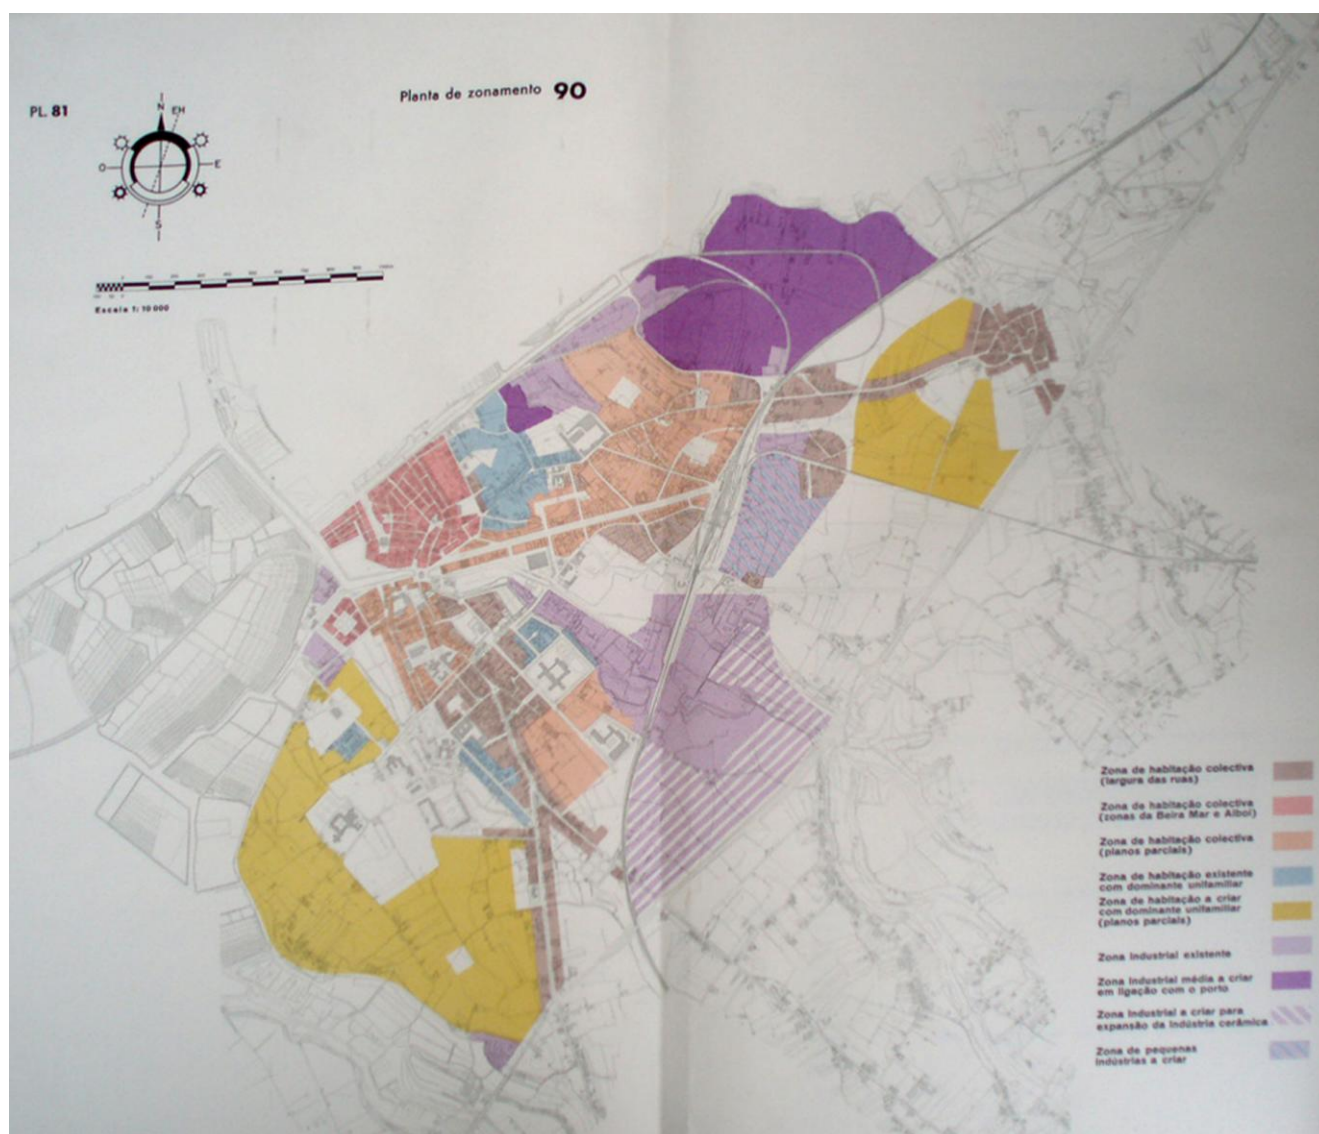 Planta de zonamento 90
PL. 81
N
EH
O
E
S
Escala 1: 10 000
Zona de habitação colectiva
(largura das ruas)
Zona de habitação colectiva
(zonas da Beira Mar e Alboi)
Zona de habitação colectiva
(planos parciais)
Zona de habitação existente
com dominante unifamiliar
Zona de habitação a criar
com dominante unifamiliar
(planos parciais)
Zona Industrial existente
Zona Industrial média a criar
em ligação com o porto
Zona Industrial a criar para
expansão da Indústria cerâmica
Zona de pequenas
Indústrias a criar